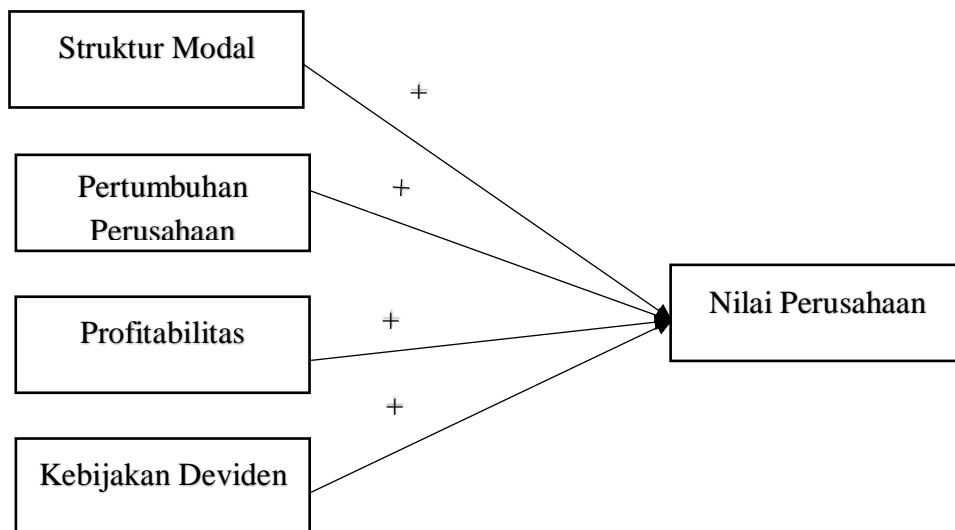 Struktur Modal
+
Pertumbuhan
Perusahaan
+
Profitabilitas
+
Kebijakan Deviden
+
Nilai Perusahaan